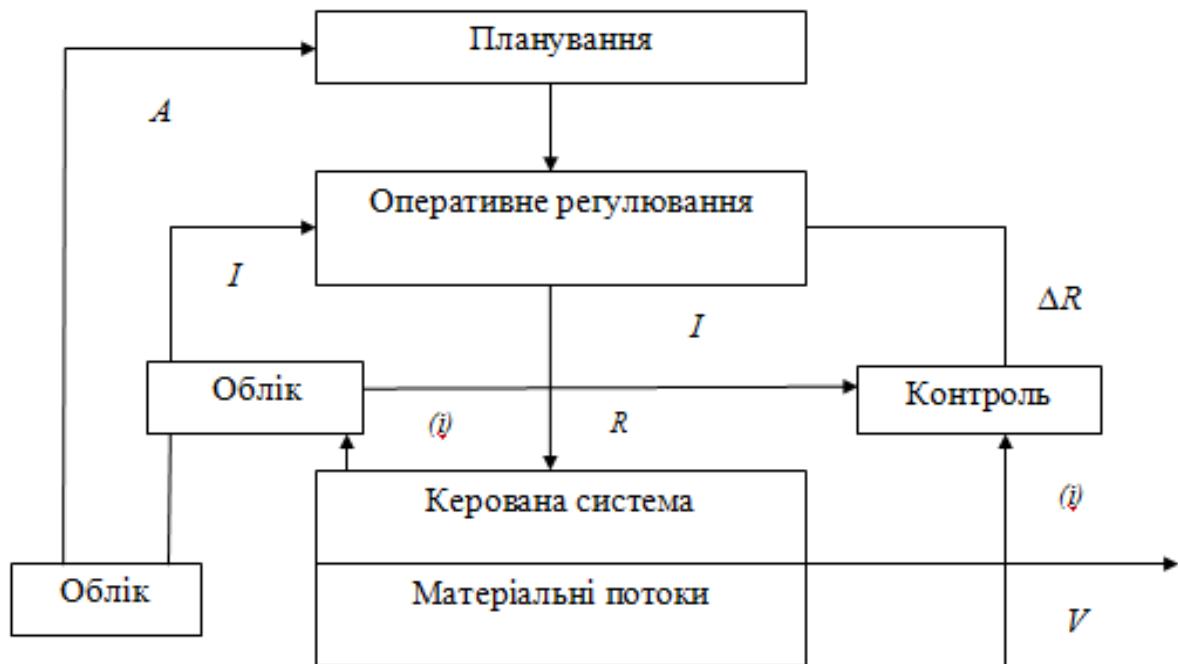 Планування
A
Оперативне регулювання
I
I
ΔR
Облік
Контроль
(i)
R
Керована система
(i)
Облік
Матеріальні потоки
V